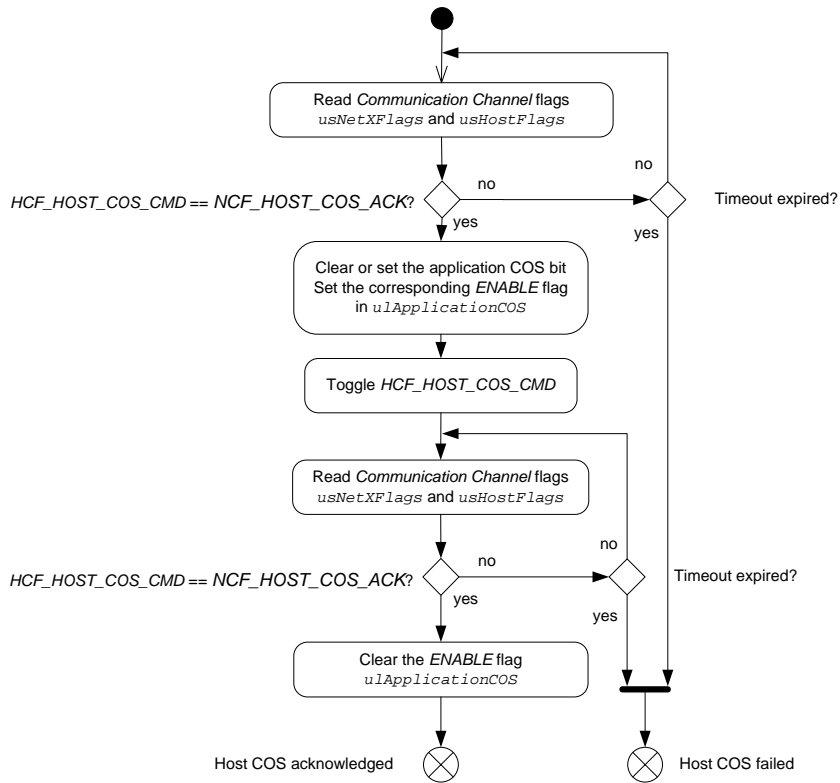 Read Communication Channel flags
usNetXFlags and usHostFlags
no
HCF_HOST_COS_CMD == NCF_HOST_COS_ACK?
no
Timeout expired?
yes
yes
Clear or set the application COS bit
Set the corresponding ENABLE flag
in ulApplicationCOS
Toggle HCF_HOST_COS_CMD
Read Communication Channel flags
usNetXFlags and usHostFlags
no
HCF_HOST_COS_CMD == NCF_HOST_COS_ACK?
no
Timeout expired?
yes
yes
Clear the ENABLE flag
ulApplicationCOS
Host COS acknowledged
Host COS failed